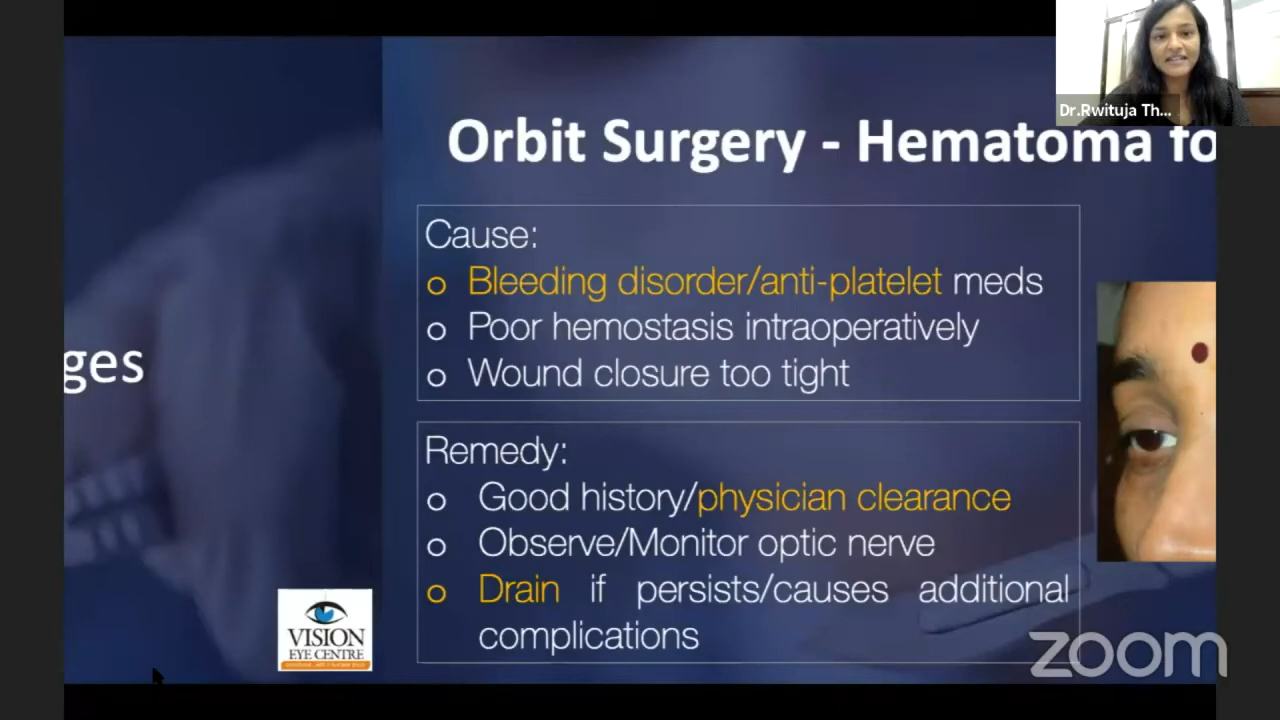 Dr.Rwituja Th...
Orbit Surgery - Hematoma fo
ges
Cause:
o Bleeding disorder/anti-platelet meds
o Poor hemostasis intraoperatively
o Wound closure too tight
Remedy:
o Good history/physician clearance
o Observe/Monitor optic nerve
o Drain if persists/causes additional
complications
VISION
EYE CENTRE
zoom